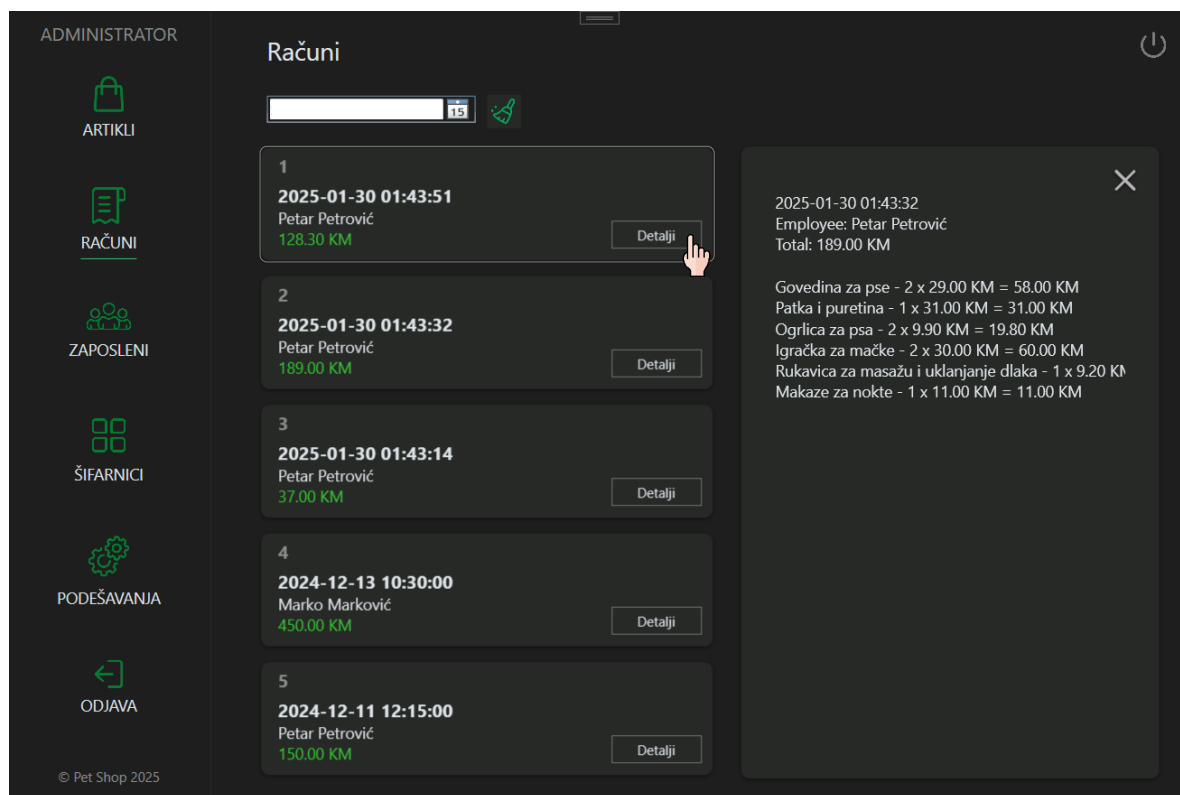 ADMINISTRATOR
ARTIKLI
RAČUNI
ZAPOSLENI
ŠIFARNICI
PODEŠAVANJA
ODJAVA
© Pet Shop 2025
Računi
15
1
2025-01-30 01:43:51
Petar Petrović
128.30 KM
Detalji
2
2025-01-30 01:43:32
Petar Petrović
189.00 KM
Detalji
3
2025-01-30 01:43:14
Petar Petrović
37.00 KM
Detalji
4
2024-12-13 10:30:00
Marko Marković
450.00 KM
Detalji
5
2024-12-11 12:15:00
Petar Petrović
150.00 KM
Detalji
2025-01-30 01:43:32
Employee: Petar Petrović
Total: 189.00 KM
Govedina za pse - 2 x 29.00 KM = 58.00 KM
Patka i puretina - 1 x 31.00 KM = 31.00 KM
Ogrlica za psa - 2 x 9.90 KM = 19.80 KM
Igračka za mačke - 2 x 30.00 KM = 60.00 KM
Rukavica za masažu i uklanjanje dlaka - 1 x 9.20
Makaze za nokte - 1 x 11.00 KM = 11.00 KM